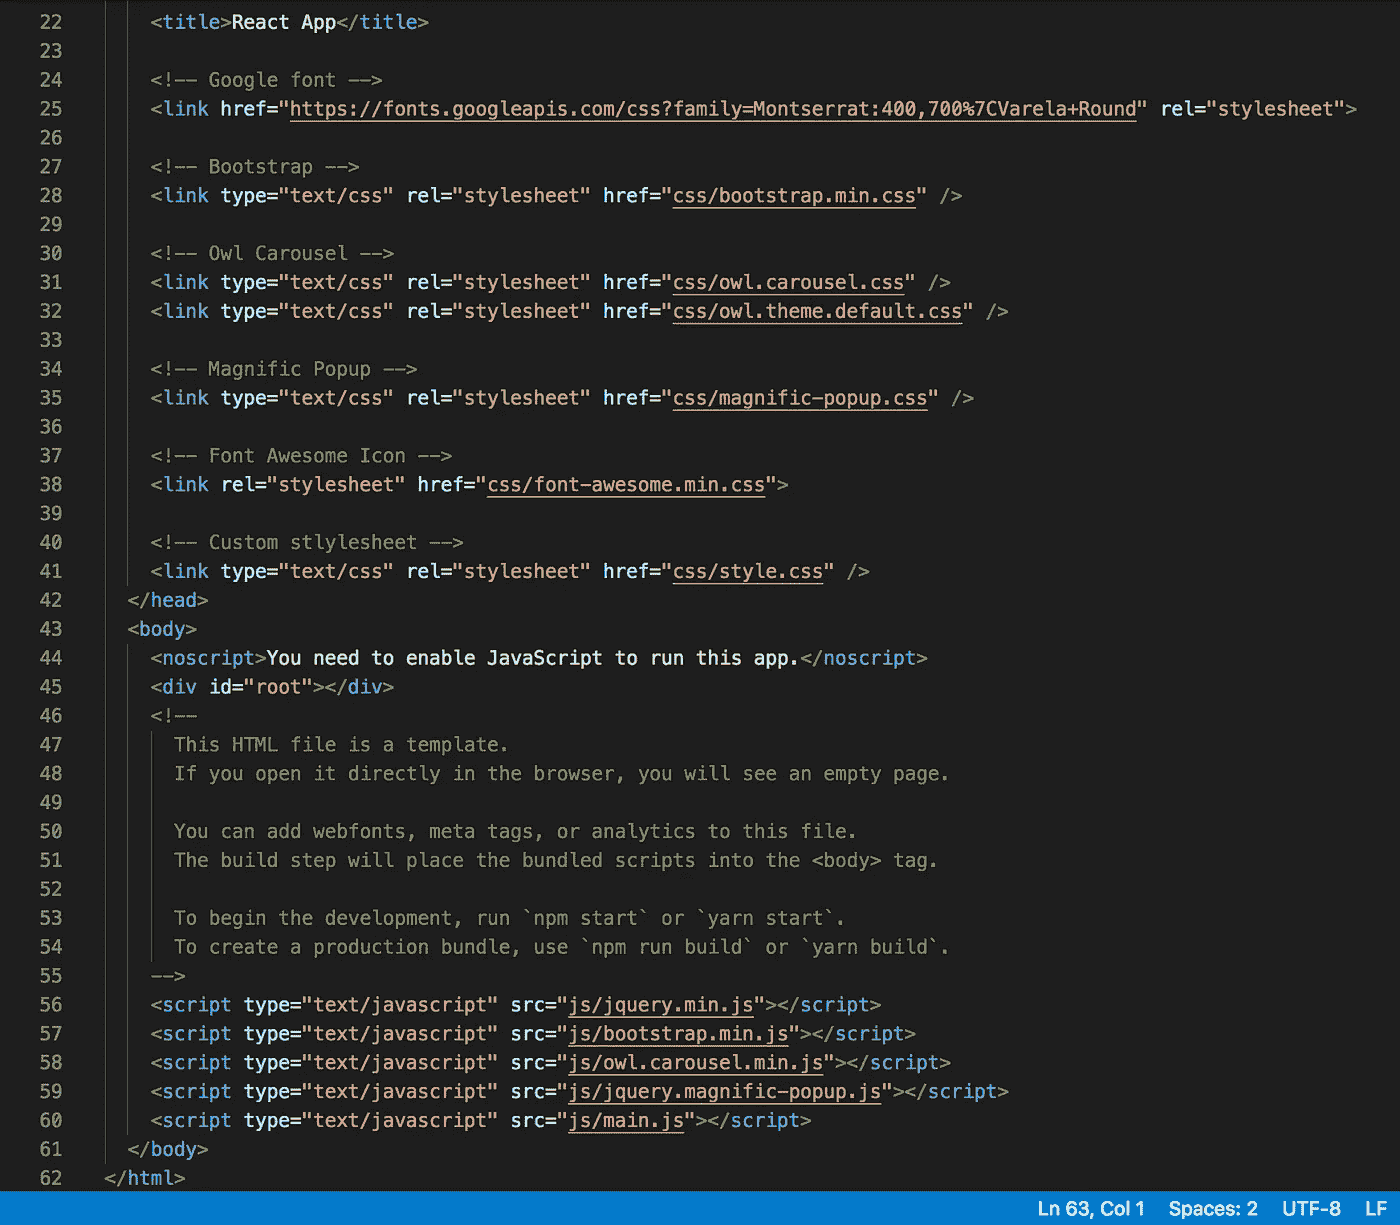 22 <title>React App</title>
23
24 <!-- Google font -->
25 <link href="https://fonts.googleapis.com/css?family=Montserrat:400,700%7CVarela+Round" rel="stylesheet">
26
27 <!-- Bootstrap -->
28 <link type="text/css" rel="stylesheet" href="css/bootstrap.min.css" />
29
30 <!-- Owl Carousel -->
31 <link type="text/css" rel="stylesheet" href="css/owl.carousel.css" />
32 <link type="text/css" rel="stylesheet" href="css/owl.theme.default.css" />
33
34 <!-- Magnific Popup -->
35 <link type="text/css" rel="stylesheet" href="css/magnific-popup.css" />
36
37 <!-- Font Awesome Icon -->
38 <link rel="stylesheet" href="css/font-awesome.min.css">
39
40 <!-- Custom stlylesheet -->
41 <link type="text/css" rel="stylesheet" href="css/style.css" />
42 </head>
43 <body>
44 <noscript>You need to enable JavaScript to run this app.</noscript>
45 <div id="root"></div>
46 <!--
47 This HTML file is a template.
48 If you open it directly in the browser, you will see an empty page.
49
50 You can add webfonts, meta tags, or analytics to this file.
51 The build step will place the bundled scripts into the <body> tag.
52
53 To begin the development, run `npm start` or `yarn start`.
54 To create a production bundle, use `npm run build` or `yarn build`.
55 -->
56 <script type="text/javascript" src="js/jquery.min.js"></script>
57 <script type="text/javascript" src="js/bootstrap.min.js"></script>
58 <script type="text/javascript" src="js/owl.carousel.min.js"></script>
59 <script type="text/javascript" src="js/jquery.magnific-popup.js"></script>
60 <script type="text/javascript" src="js/main.js"></script>
61 </body>
62 </html>
Ln 63, Col 1 Spaces: 2 UTF-8 LF